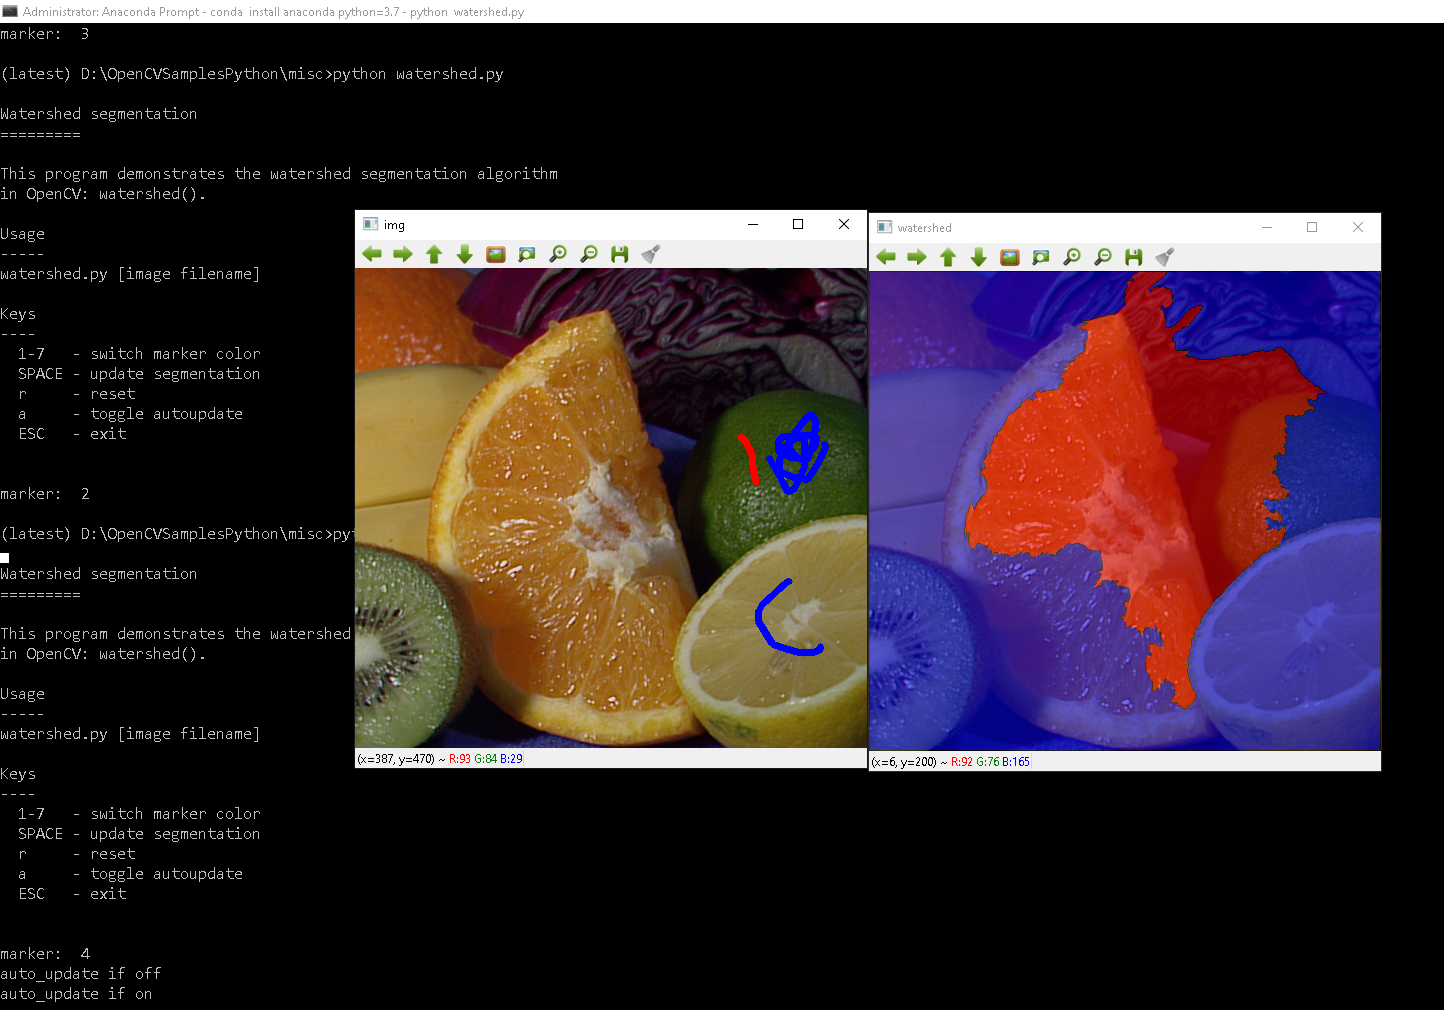 Administrator: Anaconda Prompt - conda  install anaconda python=3.7 - python  watershed.py
marker:  3
(latest) D:\OpenCVSamplesPython\misc>python watershed.py
Watershed segmentation
=========
This program demonstrates the watershed segmentation algorithm
in OpenCV: watershed().
Usage
-----
watershed.py [image filename]
Keys
----
1-7   - switch marker color
SPACE - update segmentation
r     - reset
a     - toggle autoupdate
ESC   - exit
marker:  2
(latest) D:\OpenCVSamplesPython\misc>pyt
Watershed segmentation
=========
This program demonstrates the watershed
in OpenCV: watershed().
Usage
-----
watershed.py [image filename]
Keys
----
1-7   - switch marker color
SPACE - update segmentation
r     - reset
a     - toggle autoupdate
ESC   - exit
marker:  4
auto_update if off
auto_update if on
img
(x=387, y=470) ~ R:93 G:84 B:29
watershed
(x=6, y=200) ~ R:92 G:76 B:165